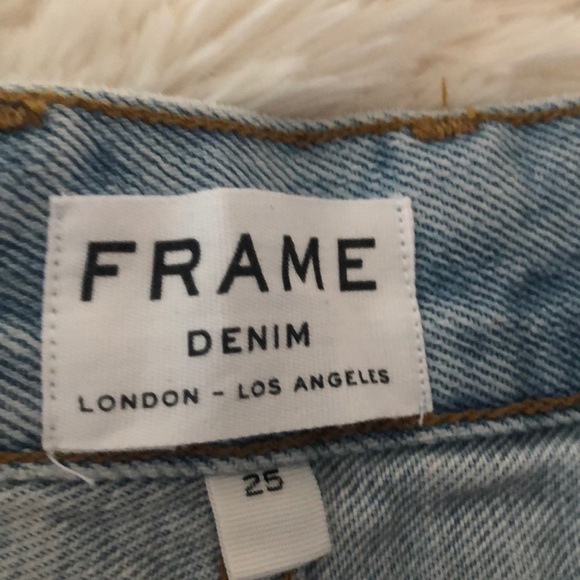 FRAME
DENIM
LONDON - LOS ANGELES
25